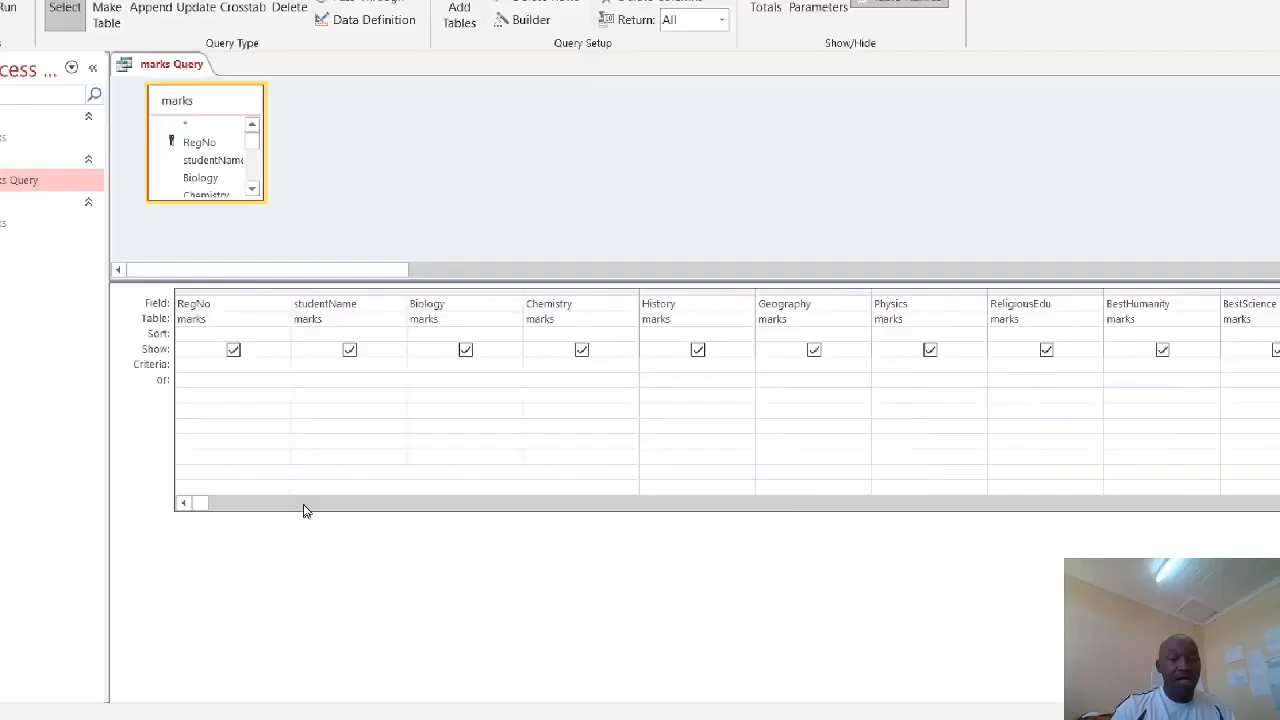 Run
Select
Make Table
Append
Update
Crosstab
Delete
Data Definition
Query Type
Add Tables
Builder
Return:
All
Query Setup
Totals
Parameters
Show/Hide
cess ...
marks Query
marks
*
RegNo
studentName
Biology
Chemistry
ks Query
Field: RegNo studentName Biology Chemistry History Geography Physics ReligiousEdu BestHumanity BestScience
Table: marks marks marks marks marks marks marks marks marks marks
Sort:
Show:
Criteria:
or: